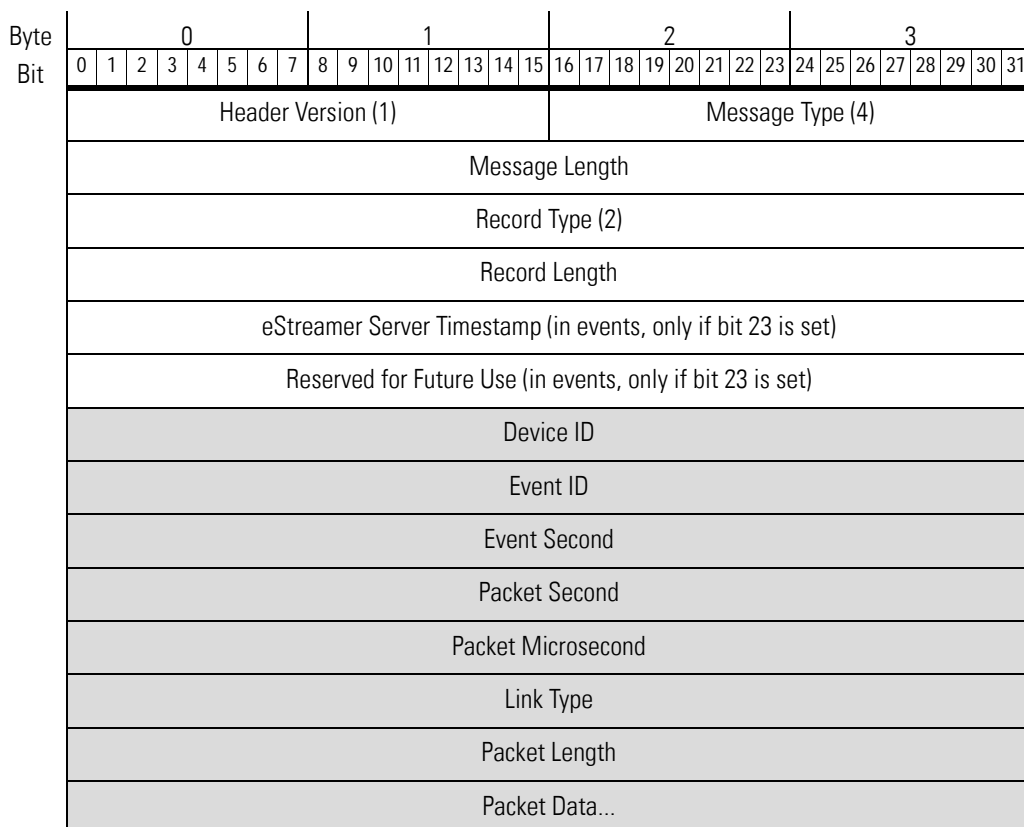 Byte 0 1 2 3
Bit 0 1 2 3 4 5 6 7 8 9 10 11 12 13 14 15 16 17 18 19 20 21 22 23 24 25 26 27 28 29 30 31
Header Version (1) Message Type (4)
Message Length
Record Type (2)
Record Length
eStreamer Server Timestamp (in events, only if bit 23 is set)
Reserved for Future Use (in events, only if bit 23 is set)
Device ID
Event ID
Event Second
Packet Second
Packet Microsecond
Link Type
Packet Length
Packet Data...